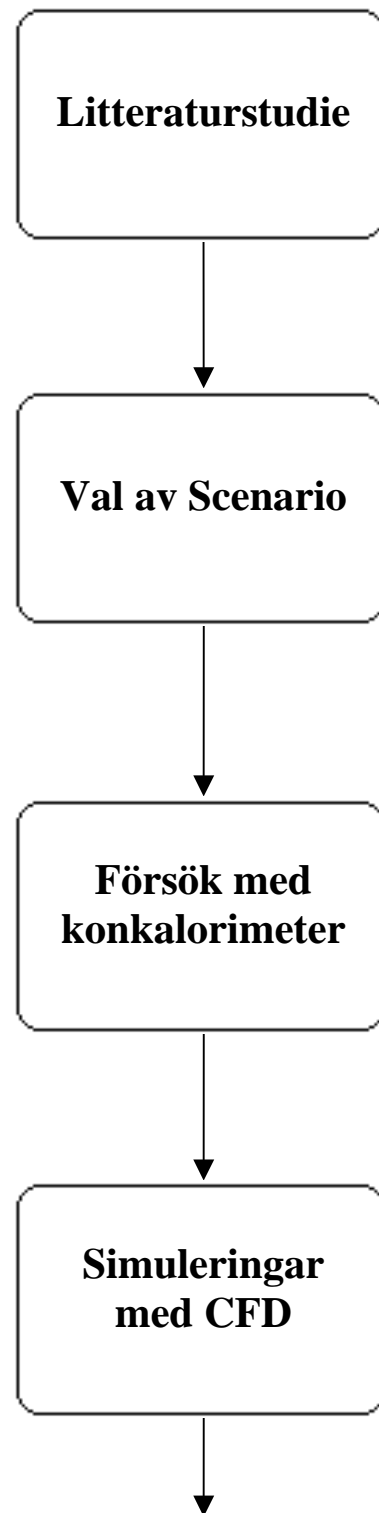 Litteraturstudie
Val av Scenario
Försök med
konkalorimeter
Simuleringar
med CFD